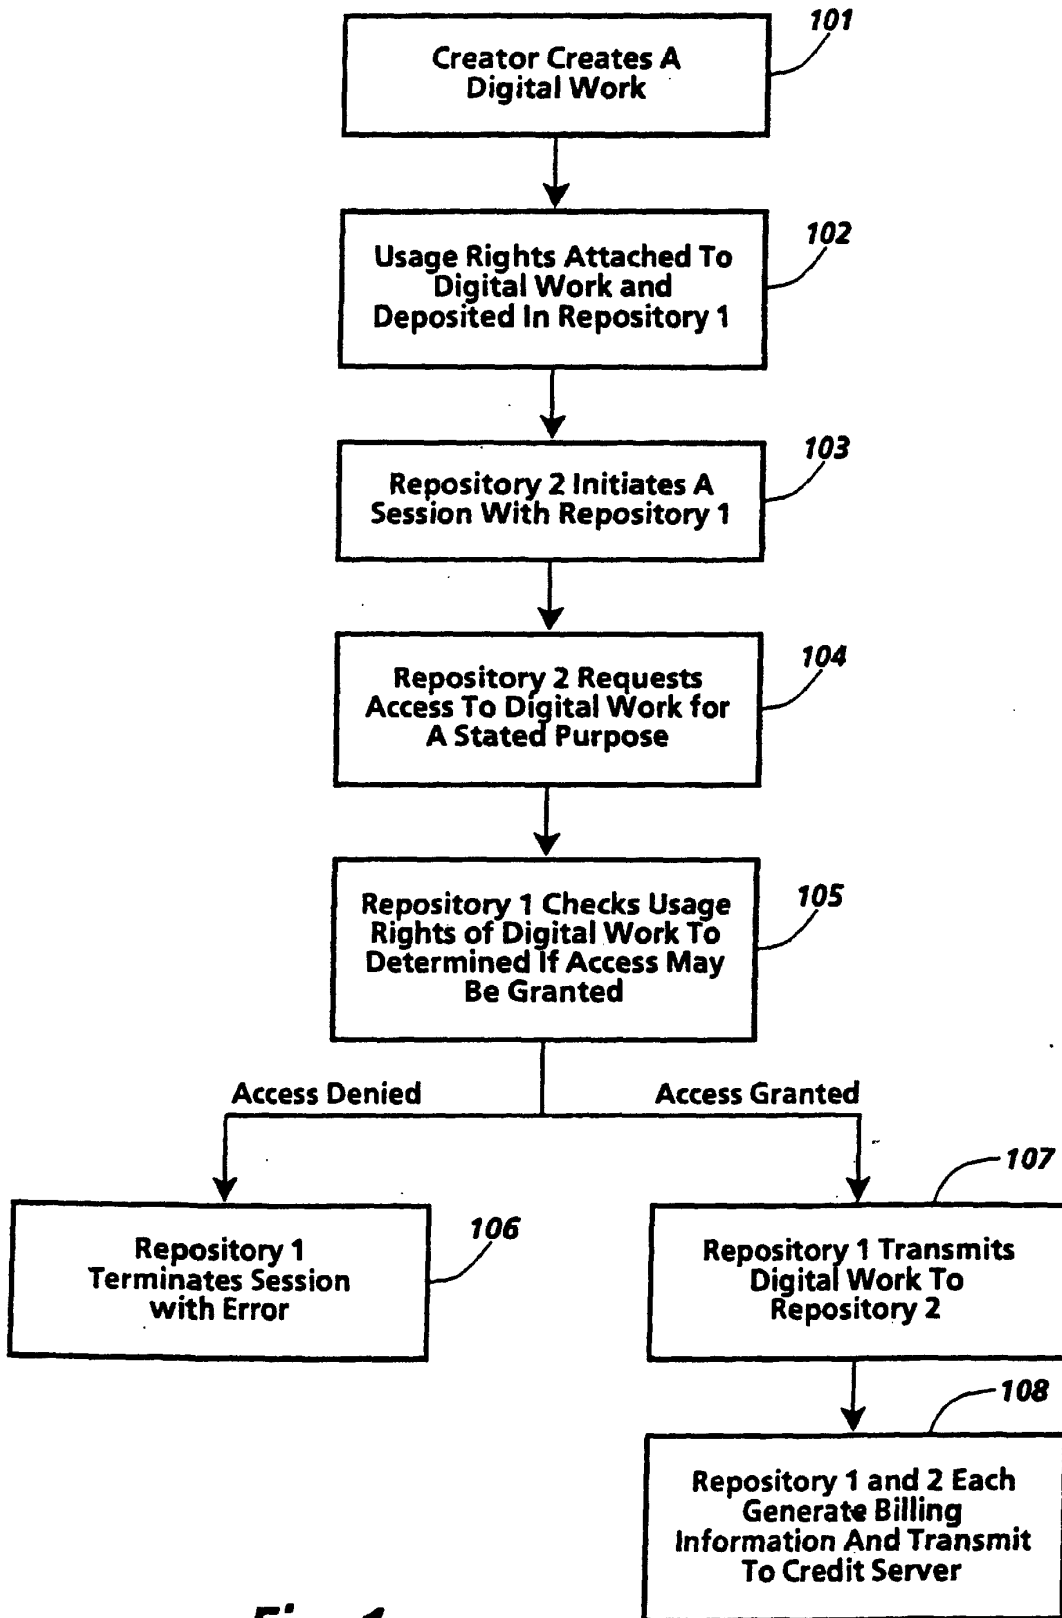 101
Creator Creates A
Digital Work
102
Usage Rights Attached To
Digital Work and
Deposited In Repository 1
103
Repository 2 Initiates A
Session With Repository 1
104
Repository 2 Requests
Access To Digital Work for
A Stated Purpose
105
Repository 1 Checks Usage
Rights of Digital Work To
Determined If Access May
Be Granted
Access Denied
Access Granted
106
Repository 1
Terminates Session
with Error
107
Repository 1 Transmits
Digital Work To
Repository 2
108
Repository 1 and 2 Each
Generate Billing
Information And Transmit
To Credit Server